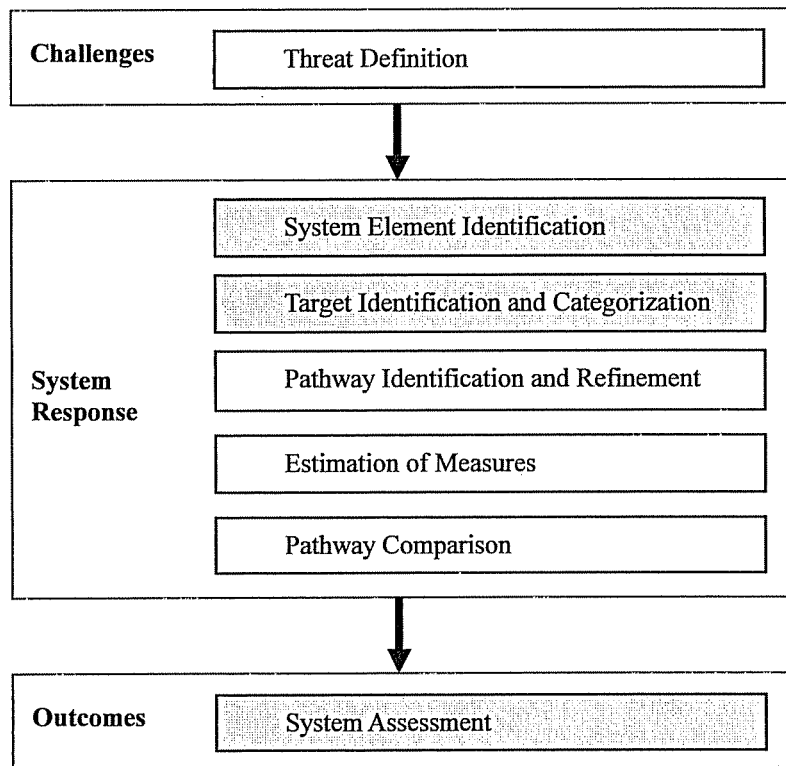 Challenges
Threat Definition
System Element Identification
Target Identification and Categorization
System
Response
Pathway Identification and Refinement
Estimation of Measures
Pathway Comparison
Outcomes
System Assessment